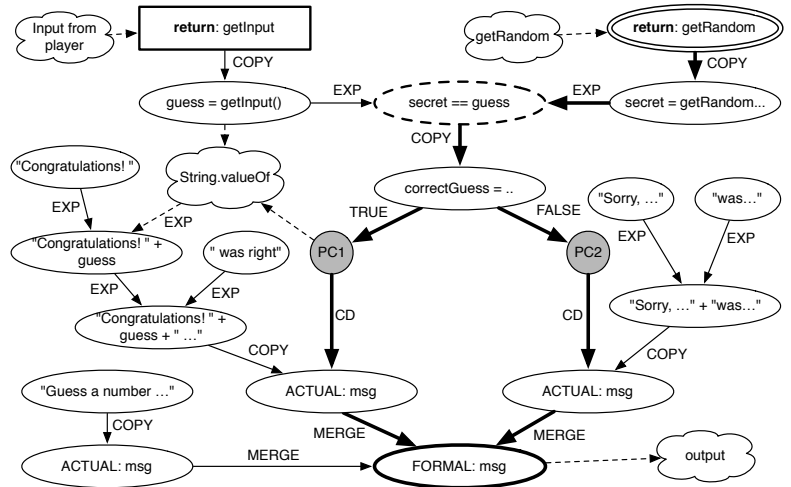 Input from
player
return: getInput
getRandom
return: getRandom
COPY
COPY
guess = getInput()
EXP
secret == guess
EXP
secret = getRandom...
COPY
"Congratulations! "
String.valueOf
correctGuess = ..
"Sorry, …"
"was…"
EXP
EXP
TRUE
FALSE
EXP
EXP
"Congratulations! " +
guess
" was right"
PC1
PC2
EXP
EXP
"Congratulations! " +
guess + " …"
CD
CD
"Sorry, …" + "was…"
COPY
COPY
"Guess a number …"
ACTUAL: msg
ACTUAL: msg
COPY
MERGE
MERGE
ACTUAL: msg
MERGE
FORMAL: msg
output